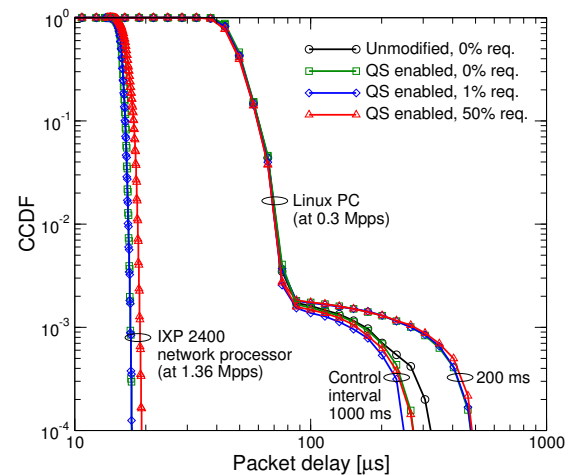 10^0
10^-1
10^-2
10^-3
10^-4
CCDF
Unmodified, 0% req.
QS enabled, 0% req.
QS enabled, 1% req.
QS enabled, 50% req.
Linux PC
(at 0.3 Mpps)
IXP 2400
network processor
(at 1.36 Mpps)
Control
interval
1000 ms
200 ms
10
100
1000
Packet delay [μs]